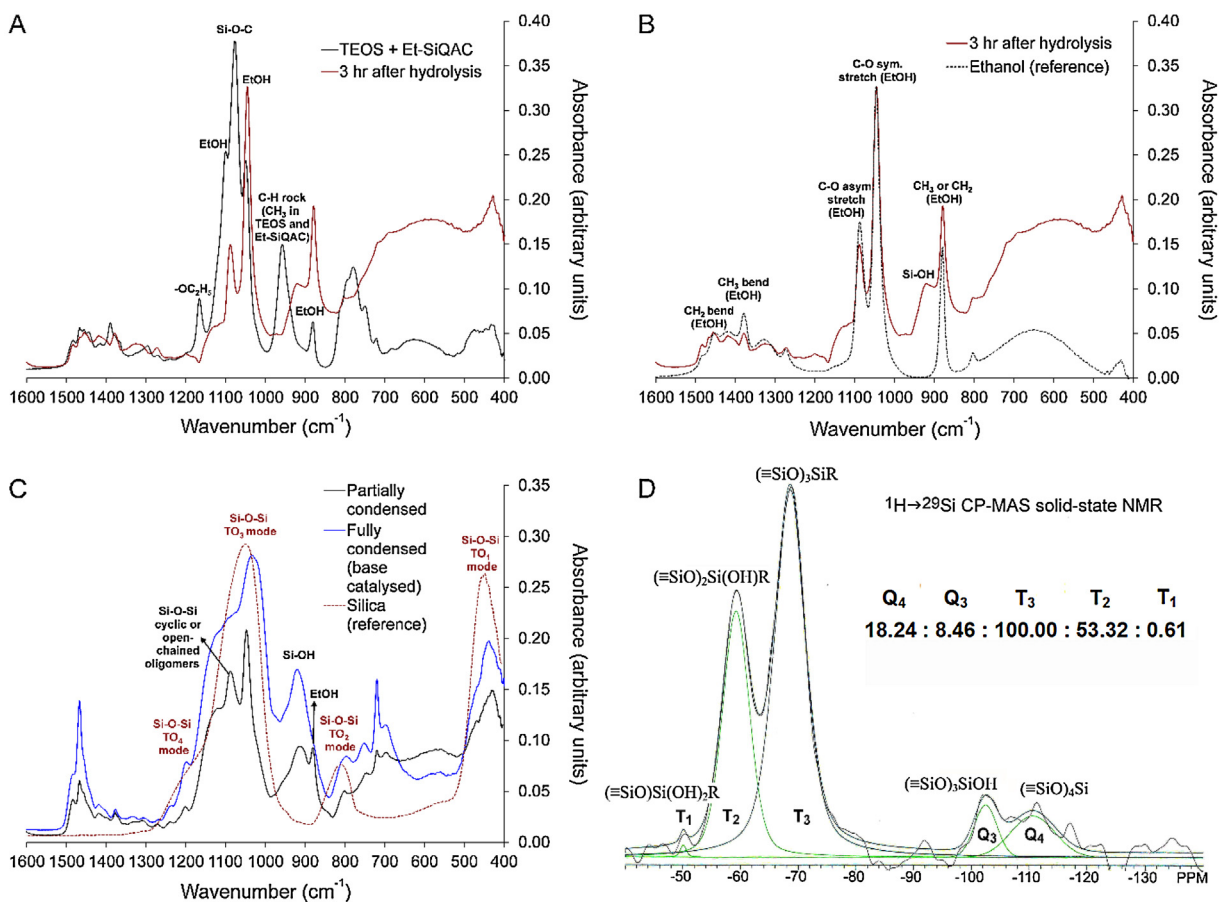 A
Si-O-C
TEOS + Et-SiQAC
3 hr after hydrolysis
EtOH
EtOH
C-H rock
(CH₃ in
TEOS and
Et-SiQAC)
-OC₂H₅
EtOH
0.40
0.35
0.30
0.25
0.20
0.15
0.10
0.05
0.00
Absorbance (arbitrary units)
1600 1500 1400 1300 1200 1100 1000 900 800 700 600 500 400
Wavenumber (cm⁻¹)
B
3 hr after hydrolysis
Ethanol (reference)
C-O sym.
stretch (EtOH)
C-O asym
stretch
(EtOH)
CH₃ or CH₂
(EtOH)
Si-OH
CH₃ bend
(EtOH)
CH₂ bend
(EtOH)
0.40
0.35
0.30
0.25
0.20
0.15
0.10
0.05
0.00
Absorbance (arbitrary units)
1600 1500 1400 1300 1200 1100 1000 900 800 700 600 500 400
Wavenumber (cm⁻¹)
C
Partially
condensed
Fully
condensed
(base
catalysed)
Silica
(reference)
Si-O-Si
TO₃ mode
Si-O-Si
TO₁
mode
Si-O-Si
cyclic or
open-
chained
oligomers
Si-OH
EtOH
Si-O-Si
TO₂
mode
Si-O-Si
TO₄
mode
0.35
0.30
0.25
0.20
0.15
0.10
0.05
0.00
Absorbance (arbitrary units)
1600 1500 1400 1300 1200 1100 1000 900 800 700 600 500 400
Wavenumber (cm⁻¹)
D
(≡SiO)₃SiR
¹H→²⁹Si CP-MAS solid-state NMR
(≡SiO)₂Si(OH)R
Q₄ Q₃ T₃ T₂ T₁
18.24 : 8.46 : 100.00 : 53.32 : 0.61
(≡SiO)Si(OH)₂R
(≡SiO)₃SiOH
(≡SiO)₄Si
T₁ T₂ T₃ Q₃ Q₄
-50 -60 -70 -80 -90 -100 -110 -120 -130 PPM